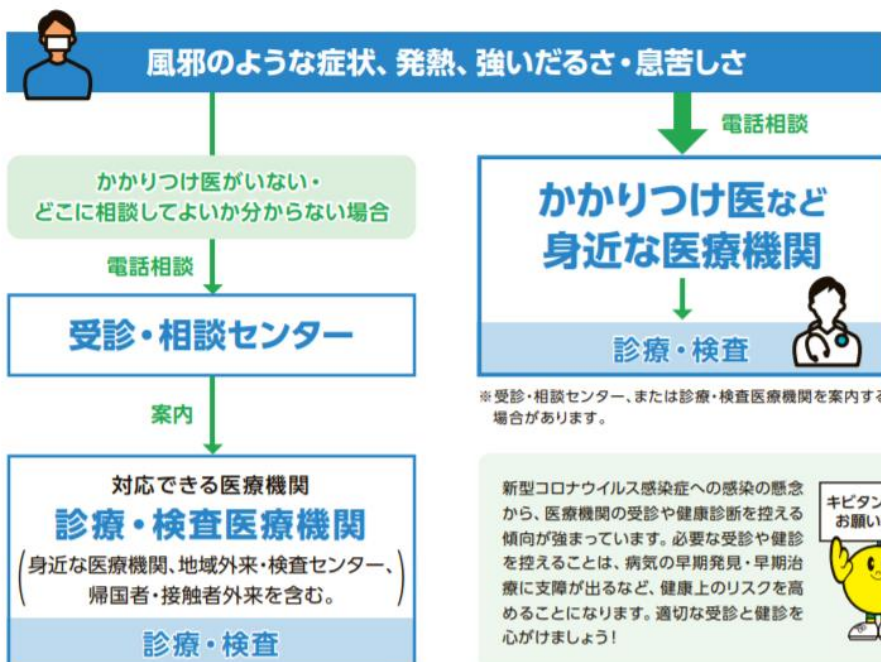 風邪のような症状、発熱、強いだるさ・息苦しさ
かかりつけ医がいない・
どこに相談してよいか分からない場合
電話相談
受診・相談センター
案内
対応できる医療機関
診療・検査医療機関
(身近な医療機関、地域外来・検査センター、
帰国者・接触者外来を含む。)
診療・検査
電話相談
かかりつけ医など
身近な医療機関
診療・検査
※受診・相談センター、または診療・検査医療機関を案内する
場合があります。
新型コロナウイルス感染症への感染の懸念
から、医療機関の受診や健康診断を控える
傾向が強まっています。必要な受診や健診
を控えることは、病気の早期発見・早期治
療に支障が出るなど、健康上のリスクを高
めることになります。適切な受診と健診を
心がけましょう!
キビタン
お願い